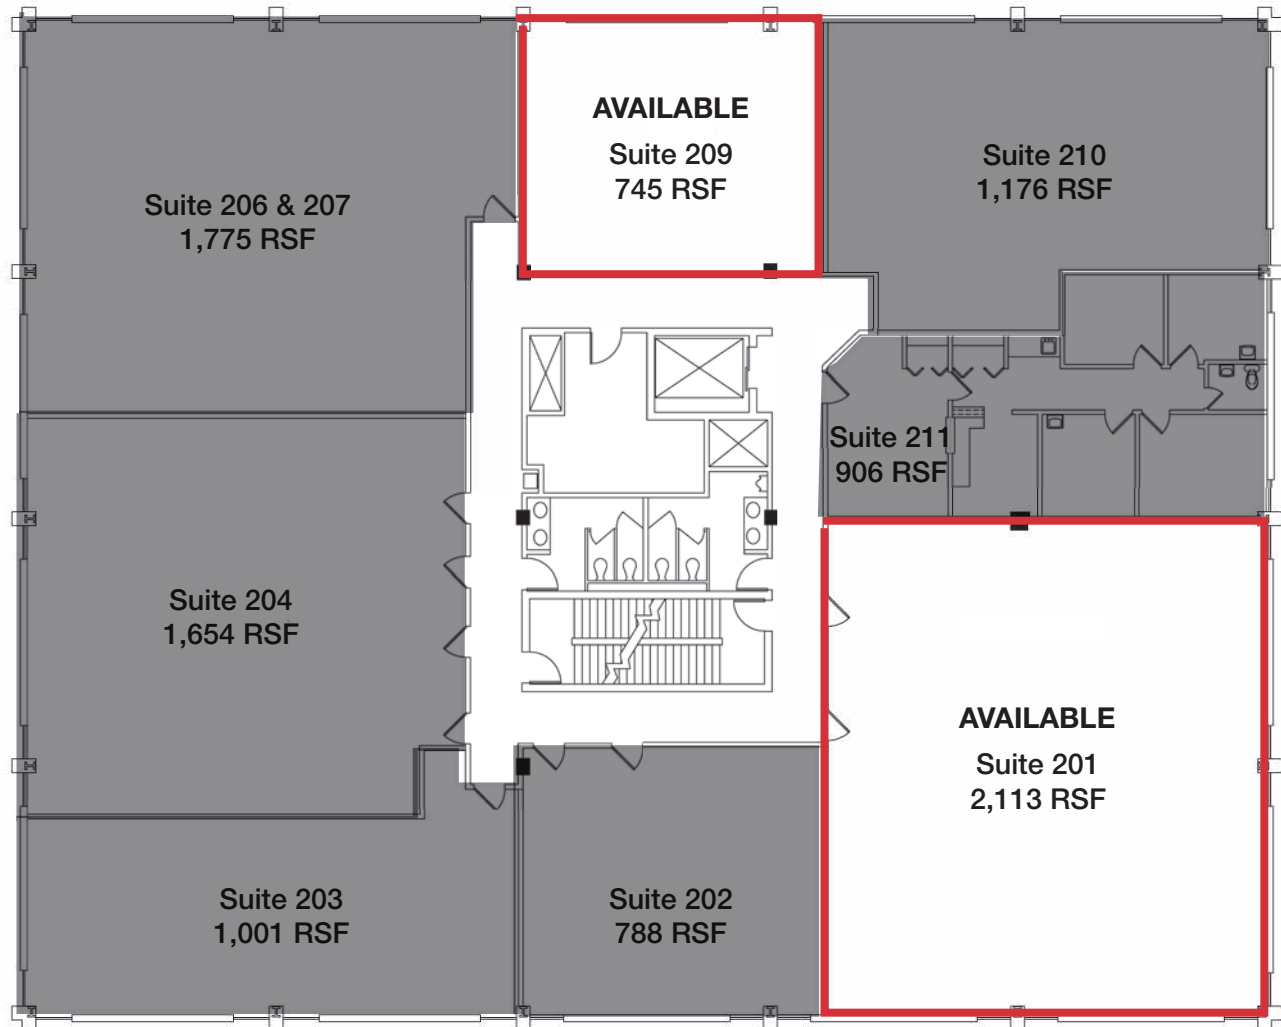 AVAILABLE
Suite 209
745 RSF
Suite 210
1,176 RSF
Suite 206 & 207
1,775 RSF
Suite 211
906 RSF
Suite 204
1,654 RSF
AVAILABLE
Suite 201
2,113 RSF
Suite 203
1,001 RSF
Suite 202
788 RSF